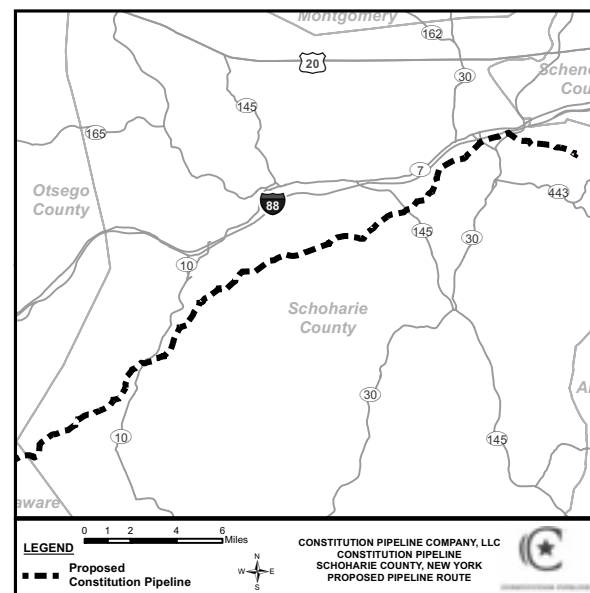 Montgomery
162
20
30
Schene
Cou
145
165
7
Otsego
County
443
88
145
30
10
Schoharie
County
30
A
10
145
aware
0 1 2 4 6
Miles
LEGEND
Proposed
Constitution Pipeline
N
W E
S
CONSTITUTION PIPELINE COMPANY, LLC
CONSTITUTION PIPELINE
SCHOHARIE COUNTY, NEW YORK
PROPOSED PIPELINE ROUTE
C
CONSTITUTION PIPELINE